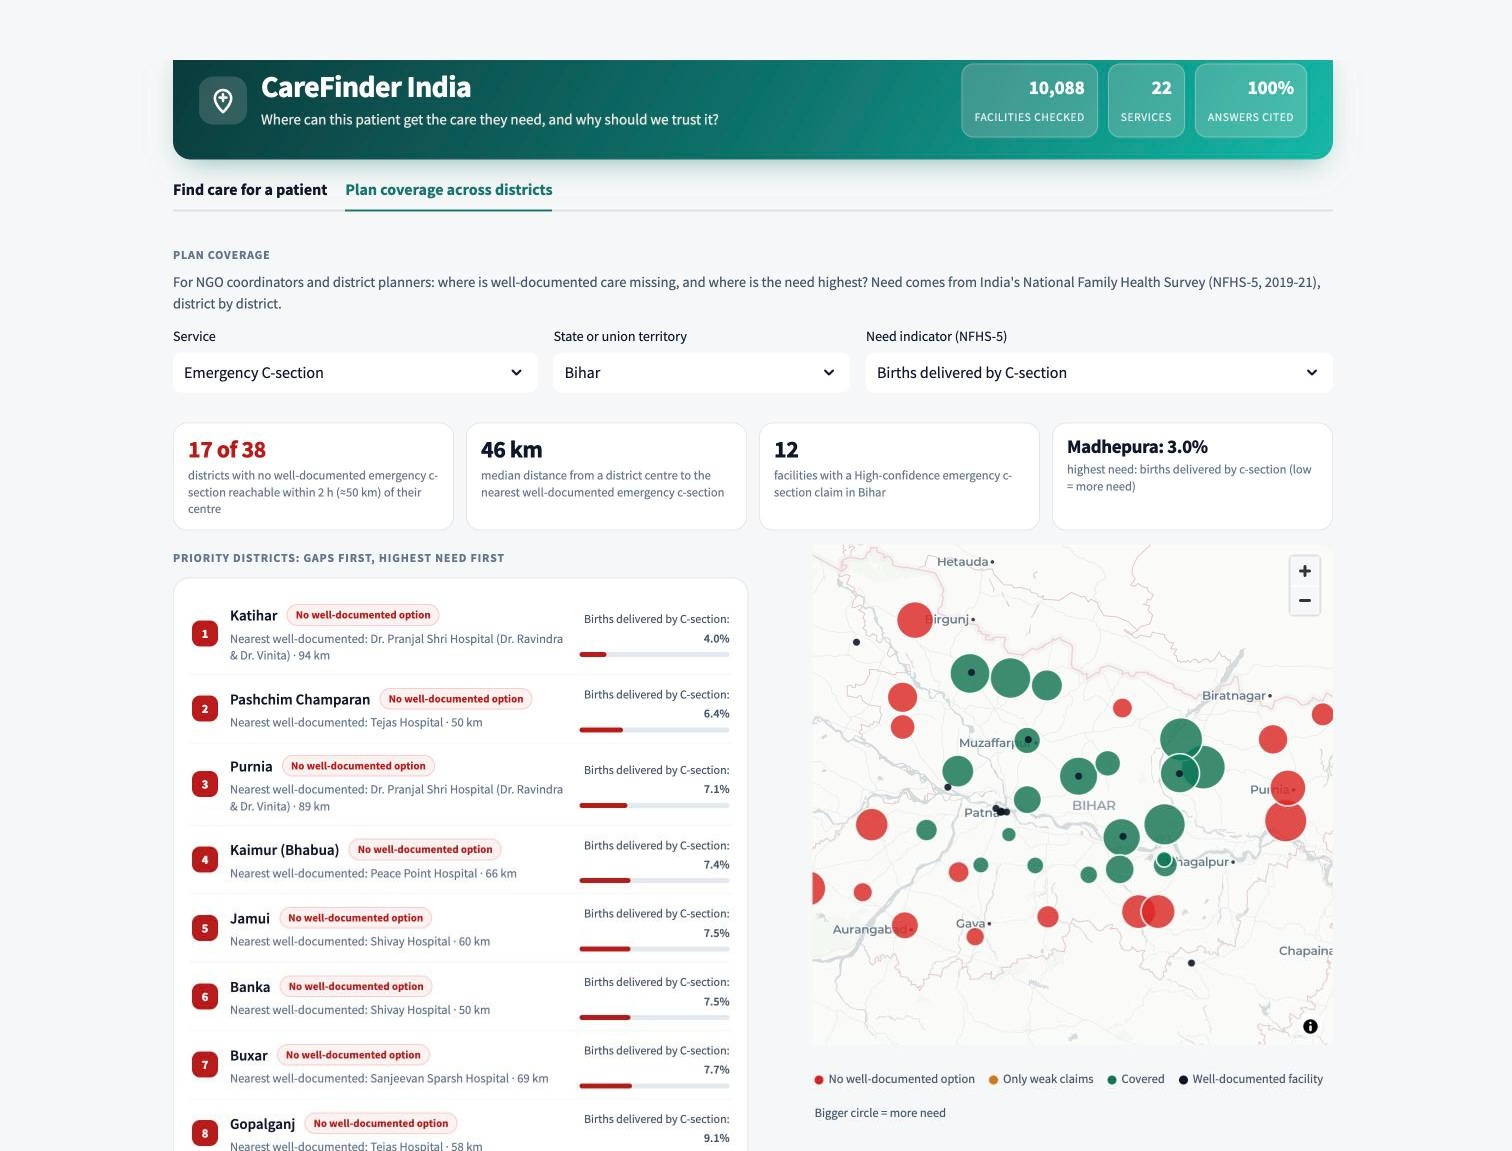 CareFinder India
Where can this patient get the care they need, and why should we trust it?
10,088
FACILITIES CHECKED
22
SERVICES
100%
ANSWERS CITED
Find care for a patient
Plan coverage across districts
PLAN COVERAGE
For NGO coordinators and district planners: where is well-documented care missing, and where is the need highest? Need comes from India's National Family Health Survey (NFHS-5, 2019-21),
district by district.
Service
Emergency C-section
State or union territory
Bihar
Need indicator (NFHS-5)
Births delivered by C-section
17 of 38
districts with no well-documented emergency c-
section reachable within 2 h (≈50 km) of their
centre
46 km
median distance from a district centre to the
nearest well-documented emergency c-section
12
facilities with a High-confidence emergency c-
section claim in Bihar
Madhepura: 3.0%
highest need: births delivered by c-section (low
= more need)
PRIORITY DISTRICTS: GAPS FIRST, HIGHEST NEED FIRST
1
Katihar
No well-documented option
Nearest well-documented: Dr. Pranjal Shri Hospital (Dr. Ravindra
& Dr. Vinita) · 94 km
Births delivered by C-section:
4.0%
2
Pashchim Champaran
No well-documented option
Nearest well-documented: Tejas Hospital · 50 km
Births delivered by C-section:
6.4%
3
Purnia
No well-documented option
Nearest well-documented: Dr. Pranjal Shri Hospital (Dr. Ravindra
& Dr. Vinita) · 89 km
Births delivered by C-section:
7.1%
4
Kaimur (Bhabua)
No well-documented option
Nearest well-documented: Peace Point Hospital · 66 km
Births delivered by C-section:
7.4%
5
Jamui
No well-documented option
Nearest well-documented: Shivay Hospital · 60 km
Births delivered by C-section:
7.5%
6
Banka
No well-documented option
Nearest well-documented: Shivay Hospital · 50 km
Births delivered by C-section:
7.5%
7
Buxar
No well-documented option
Nearest well-documented: Sanjeevan Sparsh Hospital · 69 km
Births delivered by C-section:
7.7%
8
Gopalganj
No well-documented option
Nearest well-documented: Tejas Hospital · 58 km
Births delivered by C-section:
9.1%
Hetauda
Birgunj
Biratnagar
Muzaffarpur
Purnia
BIHAR
Patna
hagalpur
Gaya
Aurangabad
Chapaina
+
−
No well-documented option
Only weak claims
Covered
Well-documented facility
Bigger circle = more need